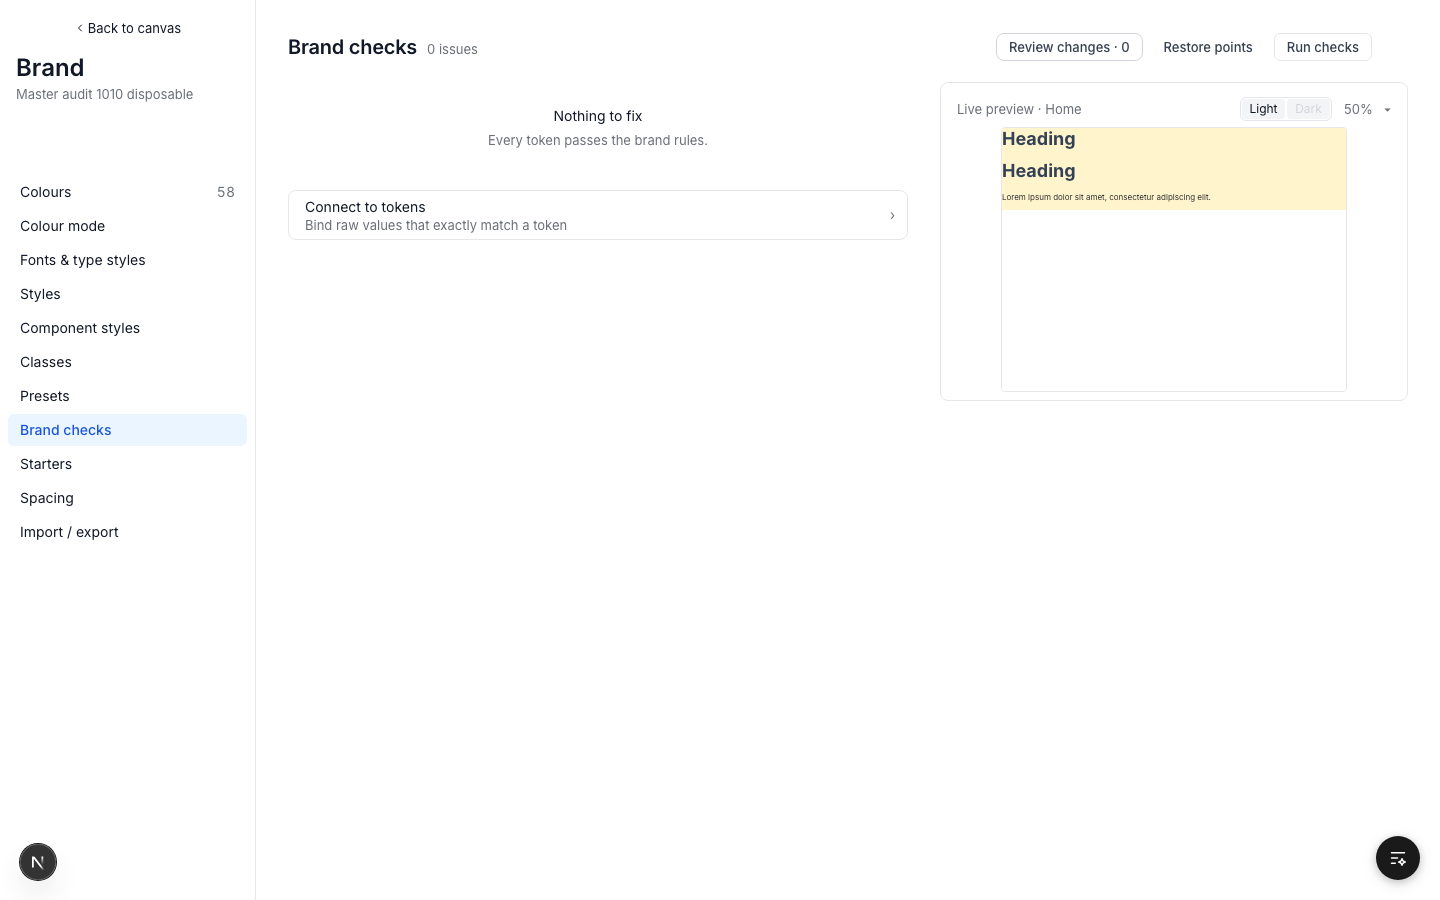 Back to canvas
Brand
Master audit 1010 disposable
Colours 58
Colour mode
Fonts & type styles
Styles
Component styles
Classes
Presets
Brand checks
Starters
Spacing
Import / export
N
Brand checks 0 issues
Review changes · 0 Restore points Run checks
Nothing to fix
Every token passes the brand rules.
Connect to tokens
Bind raw values that exactly match a token
Live preview · Home Light Dark 50%
Heading
Heading
Lorem ipsum dolor sit amet, consectetur adipiscing elit.